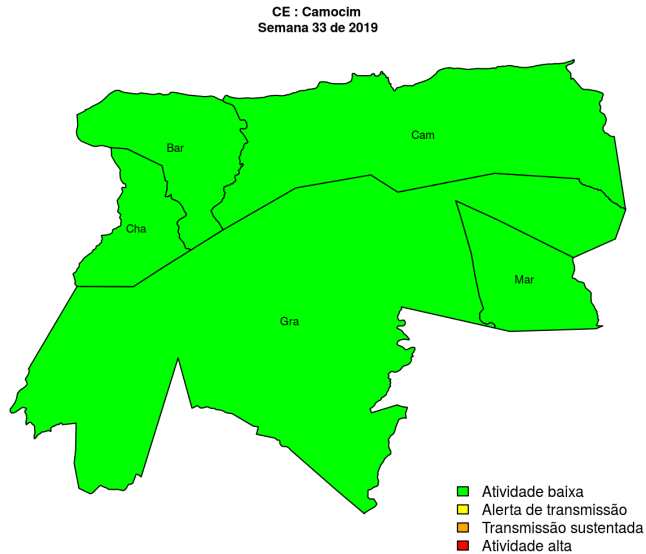 CE : Camocim
Semana 33 de 2019
Bar
Cam
Cha
Mar
Gra
Atividade baixa
Alerta de transmissão
Transmissão sustentada
Atividade alta